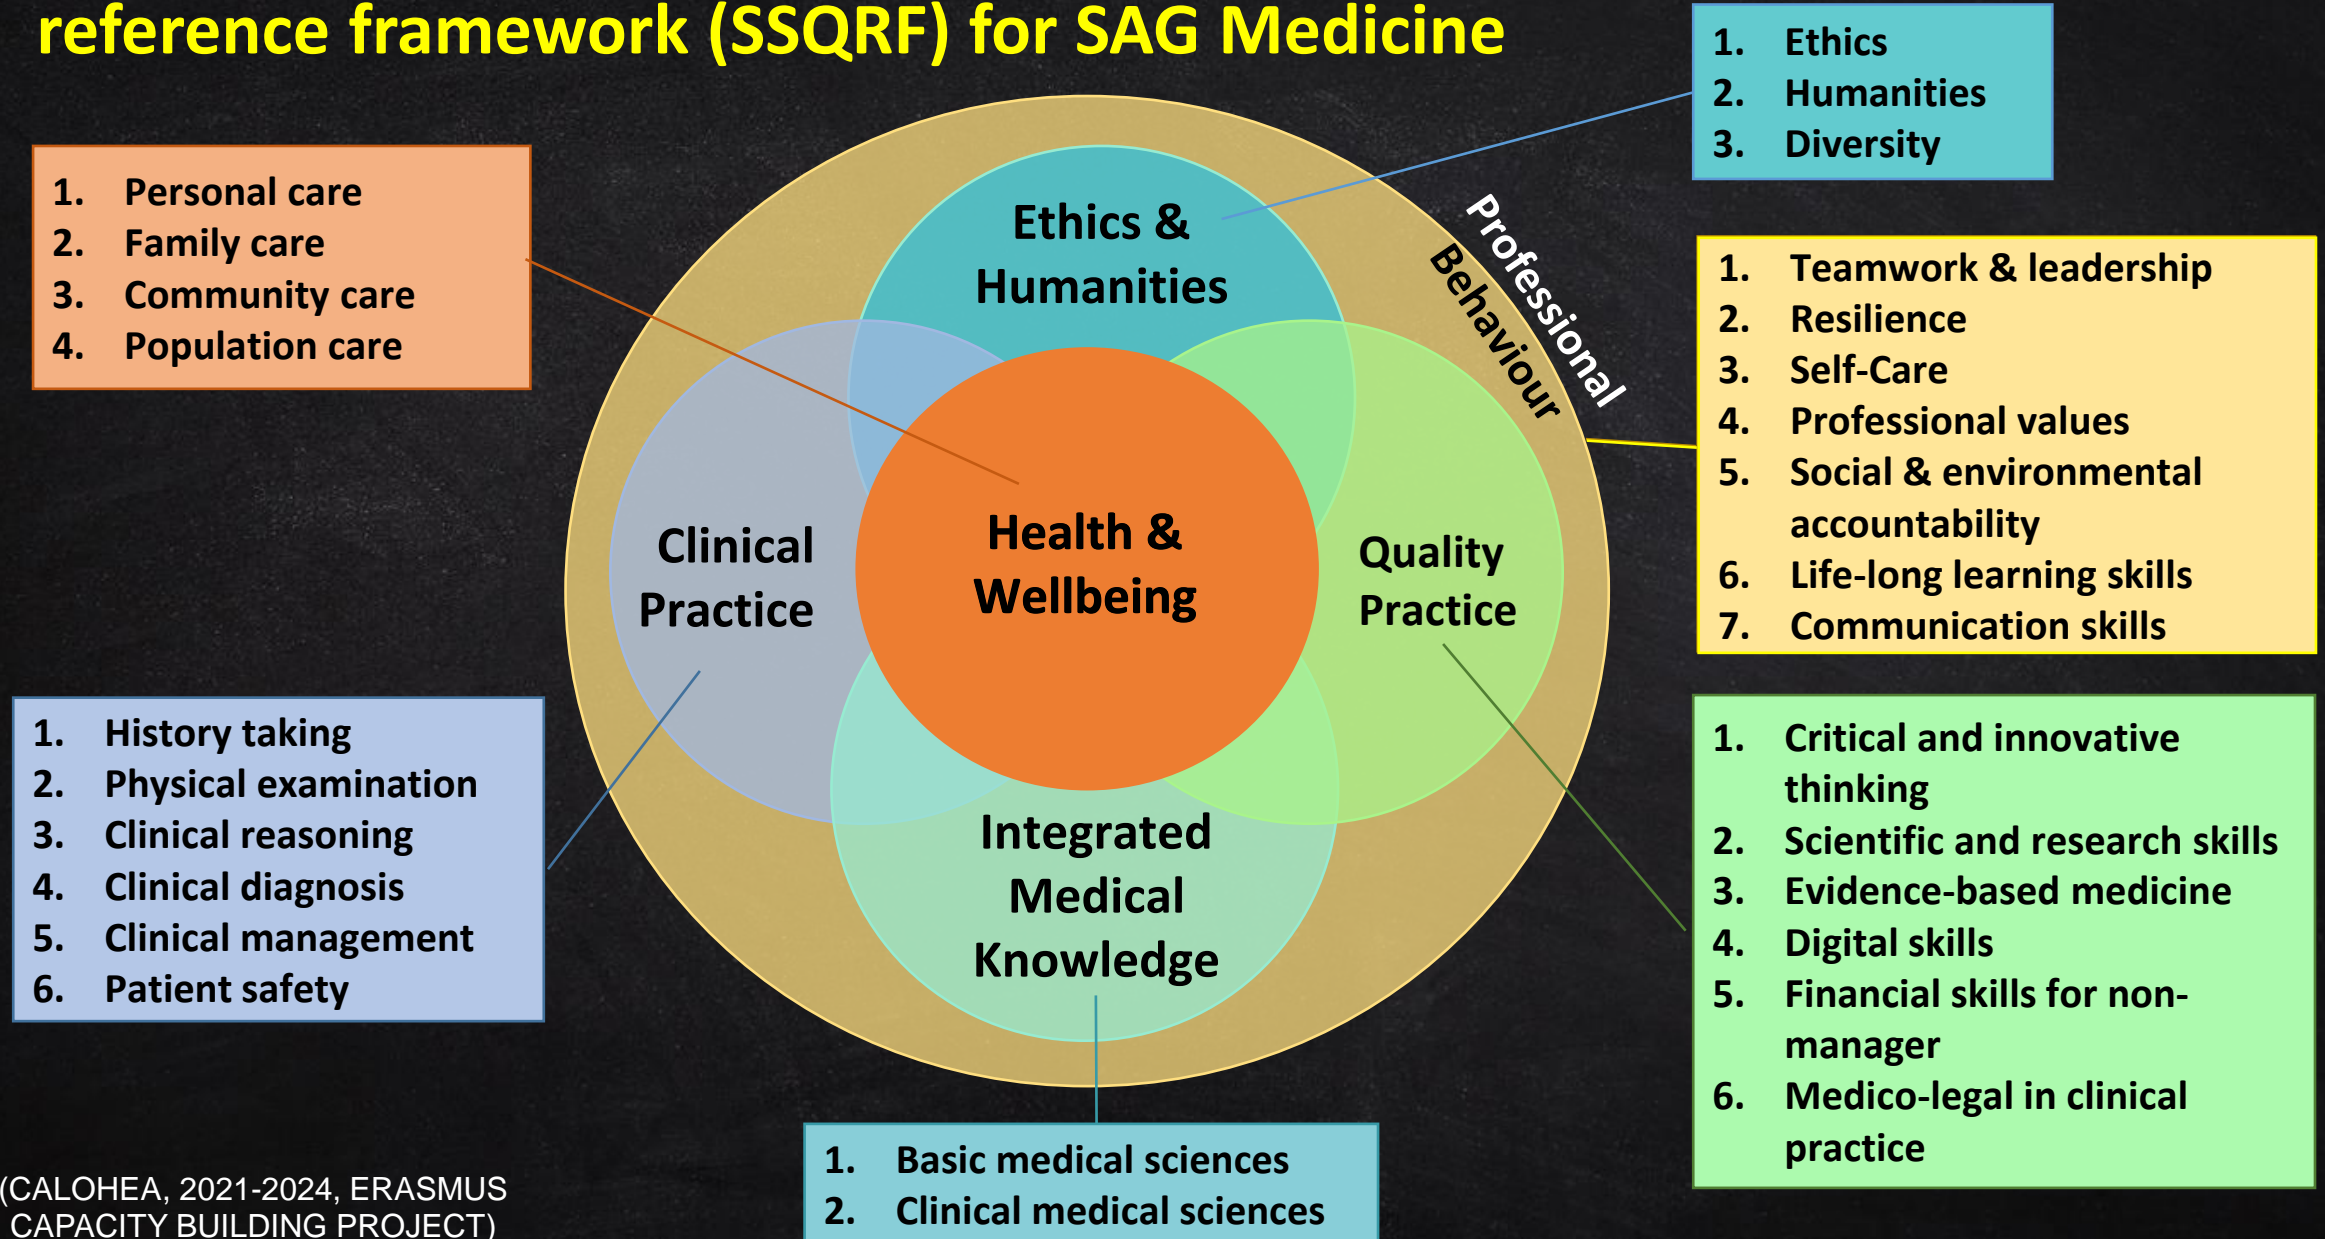 reference framework (SSQRF) for SAG Medicine
1. Ethics
2. Humanities
3. Diversity
1. Personal care
2. Family care
3. Community care
4. Population care
Ethics &
Humanities
Professional
Behaviour
1. Teamwork & leadership
2. Resilience
3. Self-Care
4. Professional values
5. Social & environmental
accountability
6. Life-long learning skills
7. Communication skills
Clinical
Practice
Health &
Wellbeing
Quality
Practice
1. History taking
2. Physical examination
3. Clinical reasoning
4. Clinical diagnosis
5. Clinical management
6. Patient safety
Integrated
Medical
Knowledge
1. Critical and innovative
thinking
2. Scientific and research skills
3. Evidence-based medicine
4. Digital skills
5. Financial skills for non-
manager
6. Medico-legal in clinical
practice
1. Basic medical sciences
2. Clinical medical sciences
(CALOHEA, 2021-2024, ERASMUS
CAPACITY BUILDING PROJECT)